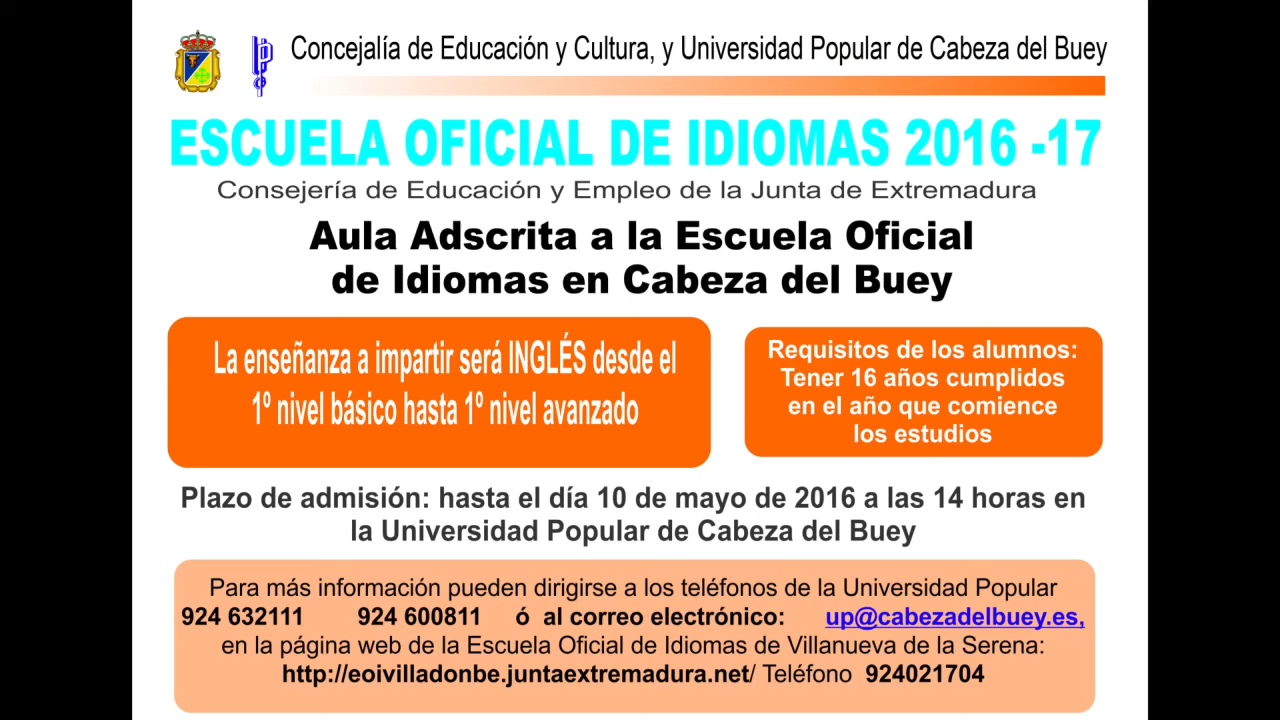 Concejalía de Educación y Cultura, y Universidad Popular de Cabeza del Buey
ESCUELA OFICIAL DE IDIOMAS 2016 -17
Consejería de Educación y Empleo de la Junta de Extremadura
Aula Adscrita a la Escuela Oficial
de Idiomas en Cabeza del Buey
La enseñanza a impartir será INGLÉS desde el
1º nivel básico hasta 1º nivel avanzado
Requisitos de los alumnos:
Tener 16 años cumplidos
en el año que comience
los estudios
Plazo de admisión: hasta el día 10 de mayo de 2016 a las 14 horas en
la Universidad Popular de Cabeza del Buey
Para más información pueden dirigirse a los teléfonos de la Universidad Popular
924 632111 924 600811 ó al correo electrónico: up@cabezadelbuey.es,
en la página web de la Escuela Oficial de Idiomas de Villanueva de la Serena:
http://eoivilladonbe.juntaextremadura.net/ Teléfono 924021704